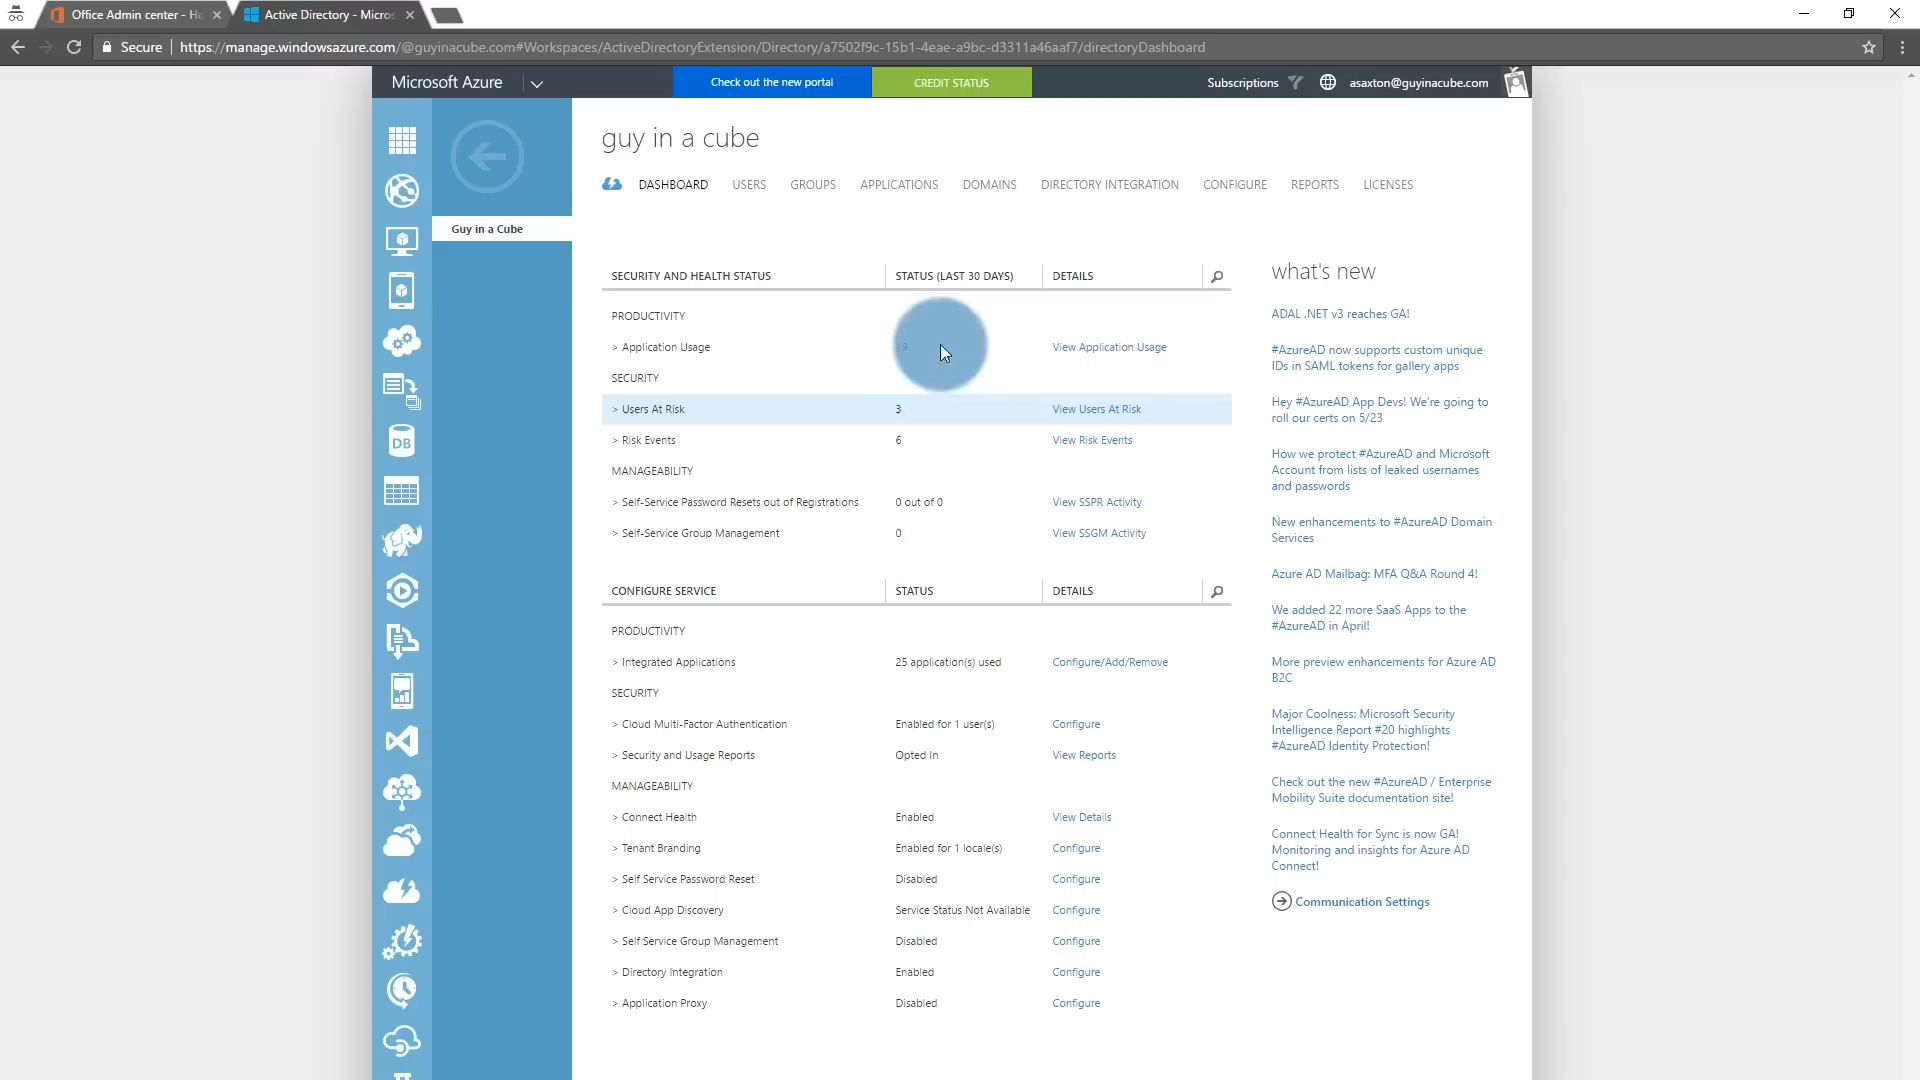 Office Admin center - Ho
Active Directory - Micros
Secure
https://manage.windowsazure.com/@guyinacube.com#Workspaces/ActiveDirectoryExtension/Directory/a7502f9c-15b1-4eae-a9bc-d3311a46aaf7/directoryDashboard
Microsoft Azure
Check out the new portal
CREDIT STATUS
Subscriptions
asaxton@guyinacube.com
guy in a cube
DASHBOARD USERS GROUPS APPLICATIONS DOMAINS DIRECTORY INTEGRATION CONFIGURE REPORTS LICENSES
Guy in a Cube
SECURITY AND HEALTH STATUS STATUS (LAST 30 DAYS) DETAILS
PRODUCTIVITY
> Application Usage View Application Usage
SECURITY
> Users At Risk 3 View Users At Risk
> Risk Events 6 View Risk Events
MANAGEABILITY
> Self-Service Password Resets out of Registrations 0 out of 0 View SSPR Activity
> Self-Service Group Management 0 View SSGM Activity
CONFIGURE SERVICE STATUS DETAILS
PRODUCTIVITY
> Integrated Applications 25 application(s) used Configure/Add/Remove
SECURITY
> Cloud Multi-Factor Authentication Enabled for 1 user(s) Configure
> Security and Usage Reports Opted In View Reports
MANAGEABILITY
> Connect Health Enabled View Details
> Tenant Branding Enabled for 1 locale(s) Configure
> Self Service Password Reset Disabled Configure
> Cloud App Discovery Service Status Not Available Configure
> Self Service Group Management Disabled Configure
> Directory Integration Enabled Configure
> Application Proxy Disabled Configure
what's new
ADAL .NET v3 reaches GA!
#AzureAD now supports custom unique
IDs in SAML tokens for gallery apps
Hey #AzureAD App Devs! We're going to
roll our certs on 5/23
How we protect #AzureAD and Microsoft
Account from lists of leaked usernames
and passwords
New enhancements to #AzureAD Domain
Services
Azure AD Mailbag: MFA Q&A Round 4!
We added 22 more SaaS Apps to the
#AzureAD in April!
More preview enhancements for Azure AD
B2C
Major Coolness: Microsoft Security
Intelligence Report #20 highlights
#AzureAD Identity Protection!
Check out the new #AzureAD / Enterprise
Mobility Suite documentation site!
Connect Health for Sync is now GA!
Monitoring and insights for Azure AD
Connect!
Communication Settings
DB